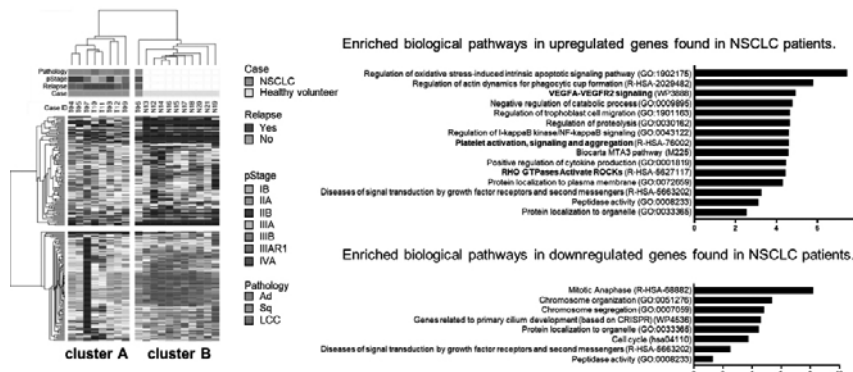 Pathology
pStage
Relapse
Case
Case ID
cluster A
cluster B
Case
NSCLC
Healthy volunteer
Relapse
Yes
No
pStage
IB
IIA
IIB
IIIA
IIIB
IIIAR1
IVA
Pathology
Ad
Sq
LCC
Enriched biological pathways in upregulated genes found in NSCLC patients.
Regulation of oxidative stress-induced intrinsic apoptotic signaling pathway (GO:1902175)
Regulation of actin dynamics for phagocytic cup formation (R-HSA-2029482)
VEGFA-VEGFR2 signaling (WP3888)
Negative regulation of catabolic process (GO:0009895)
Regulation of trophoblast cell migration (GO:1901163)
Regulation of proteolysis (GO:0030162)
Regulation of I-kappaB kinase/NF-kappaB signaling (GO:0043122)
Platelet activation, signaling and aggregation (R-HSA-76002)
Biocarta MTA3 pathway (M225)
Positive regulation of cytokine production (GO:0001819)
RHO GTPases Activate ROCKs (R-HSA-5627117)
Protein localization to plasma membrane (GO:0072659)
Diseases of signal transduction by growth factor receptors and second messengers (R-HSA-5663202)
Peptidase activity (GO:0008233)
Protein localization to organelle (GO:0033365)
0 2 4 6
Enriched biological pathways in downregulated genes found in NSCLC patients.
Mitotic Anaphase (R-HSA-68882)
Chromosome organization (GO:0051276)
Chromosome segregation (GO:0007059)
Genes related to primary cilium development (based on CRISPR) (WP4536)
Protein localization to organelle (GO:0033365)
Cell cycle (hsa04110)
Diseases of signal transduction by growth factor receptors and second messengers (R-HSA-5663202)
Peptidase activity (GO:0008233)